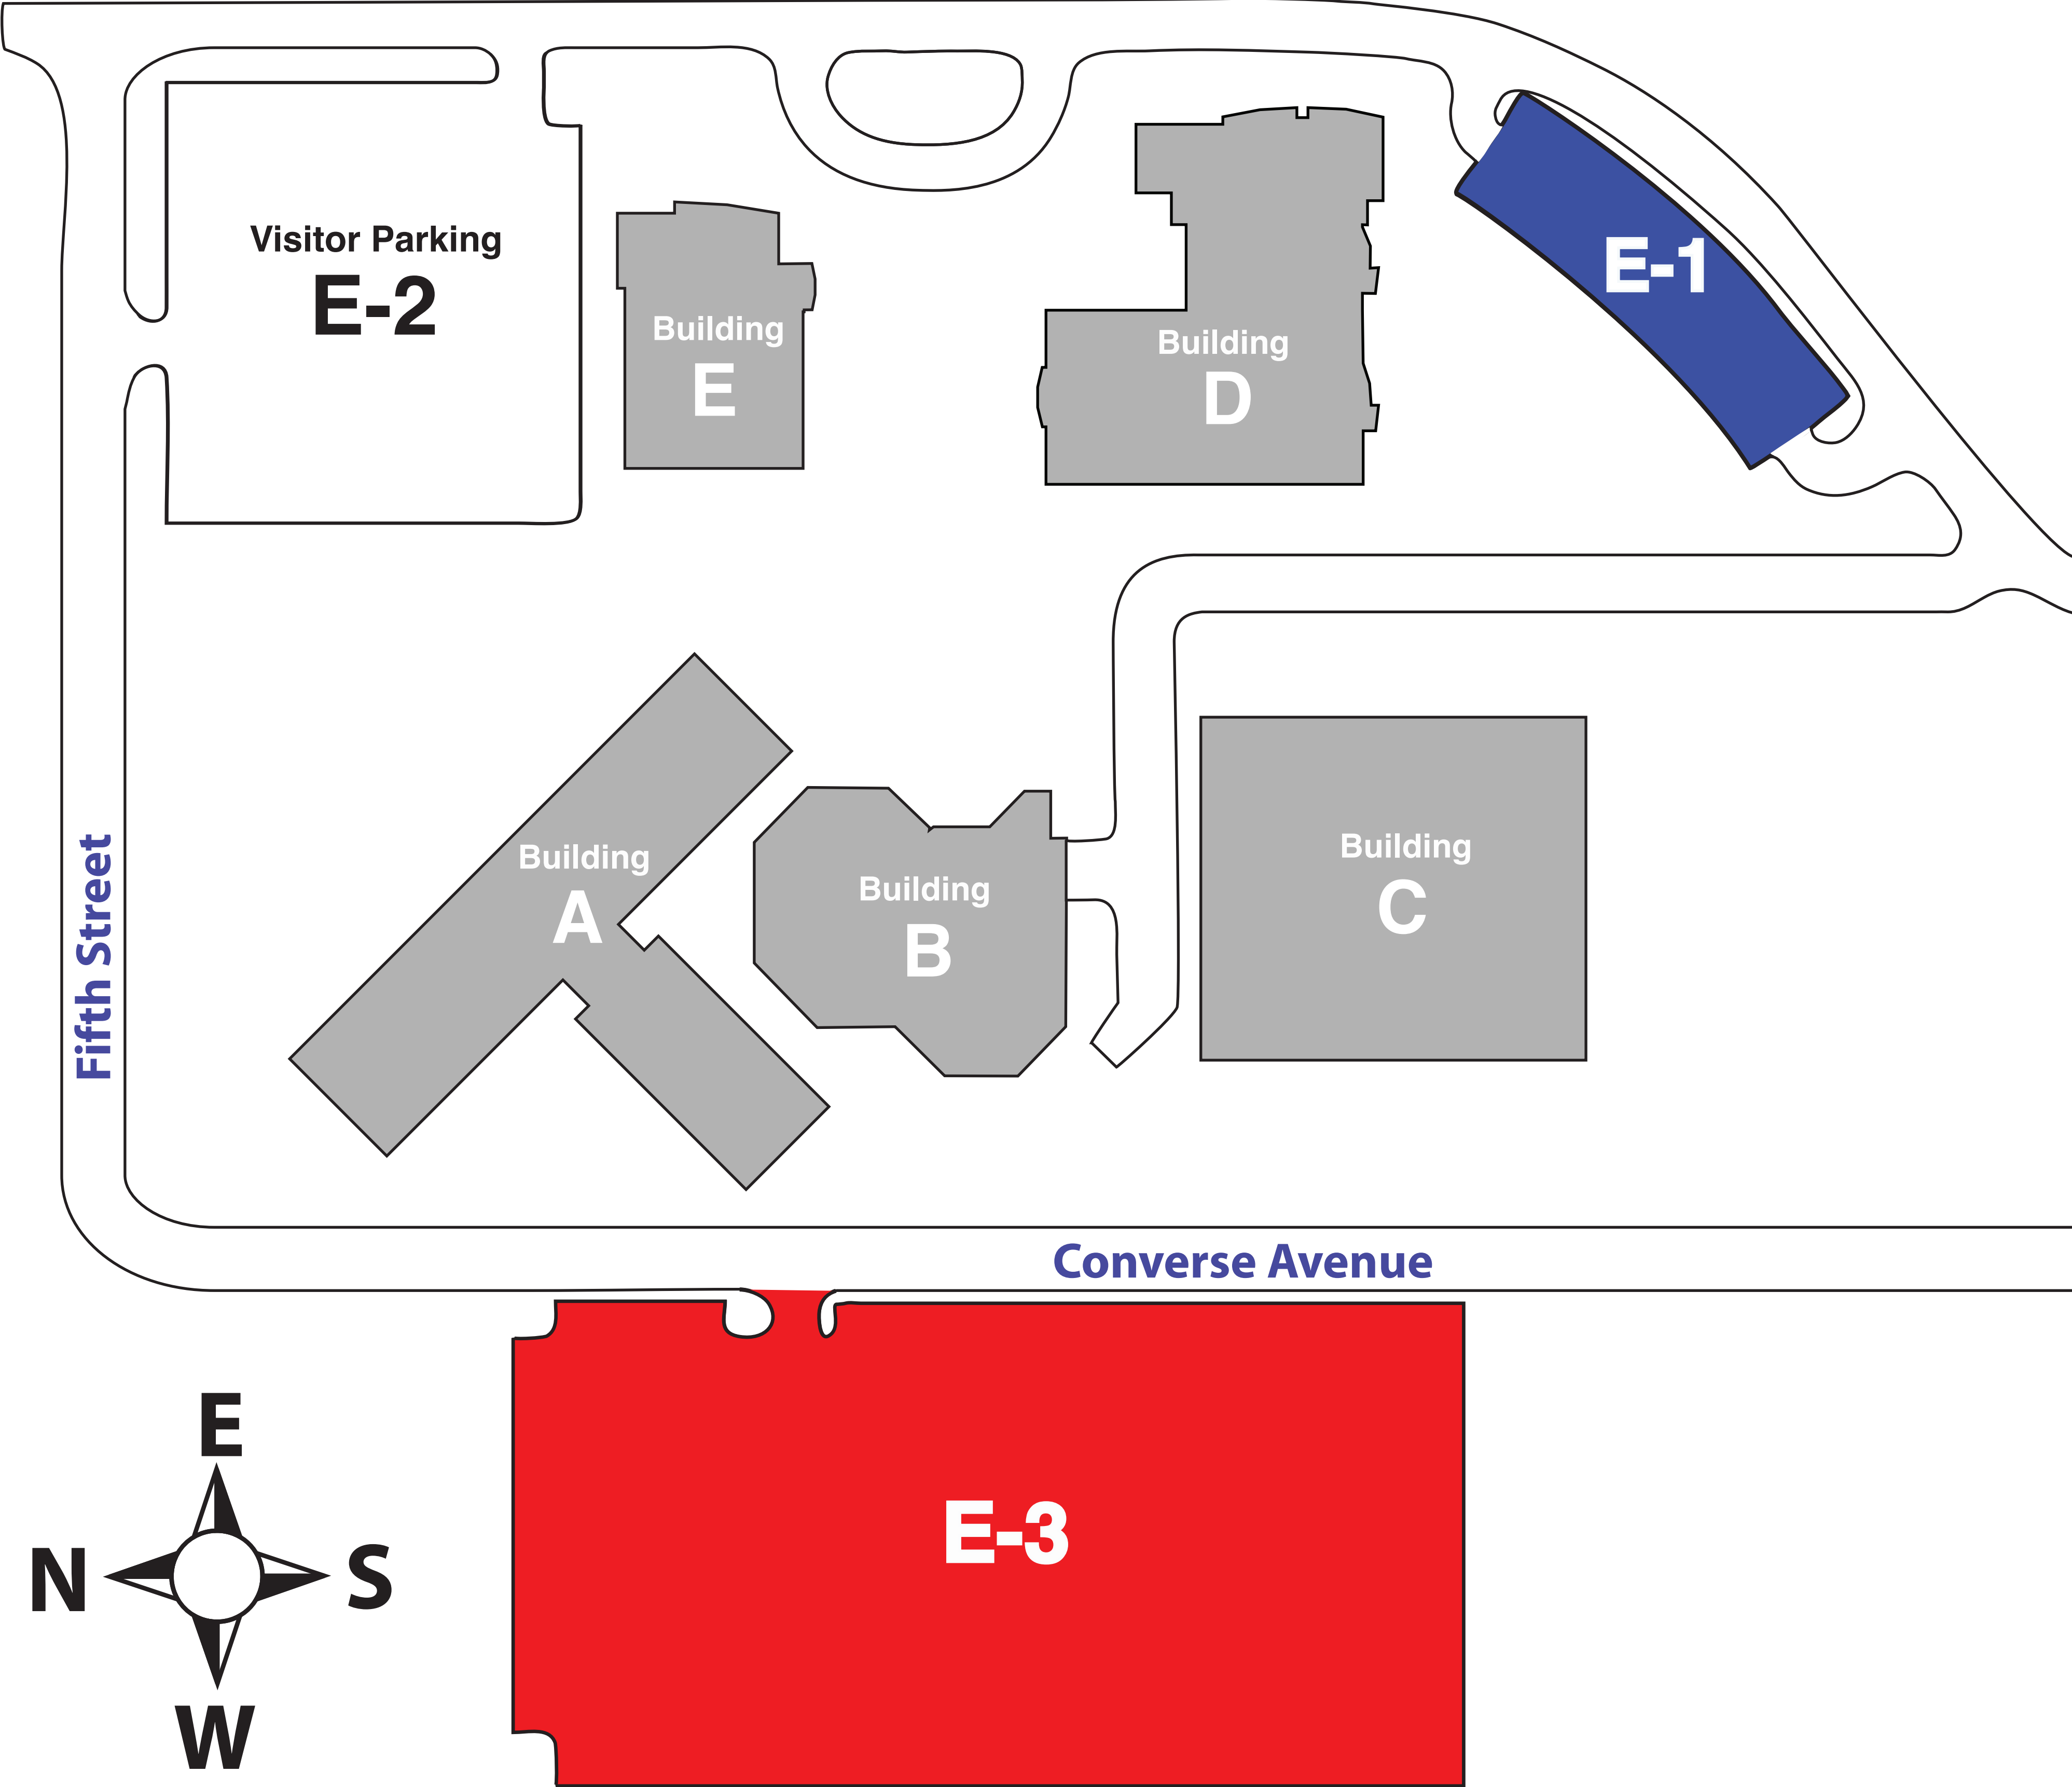 Visitor Parking
E-2
Building
E
Building
D
E-1
Building
A
Building
B
Building
C
Fifth Street
Converse Avenue
E-3
E
N
S
W